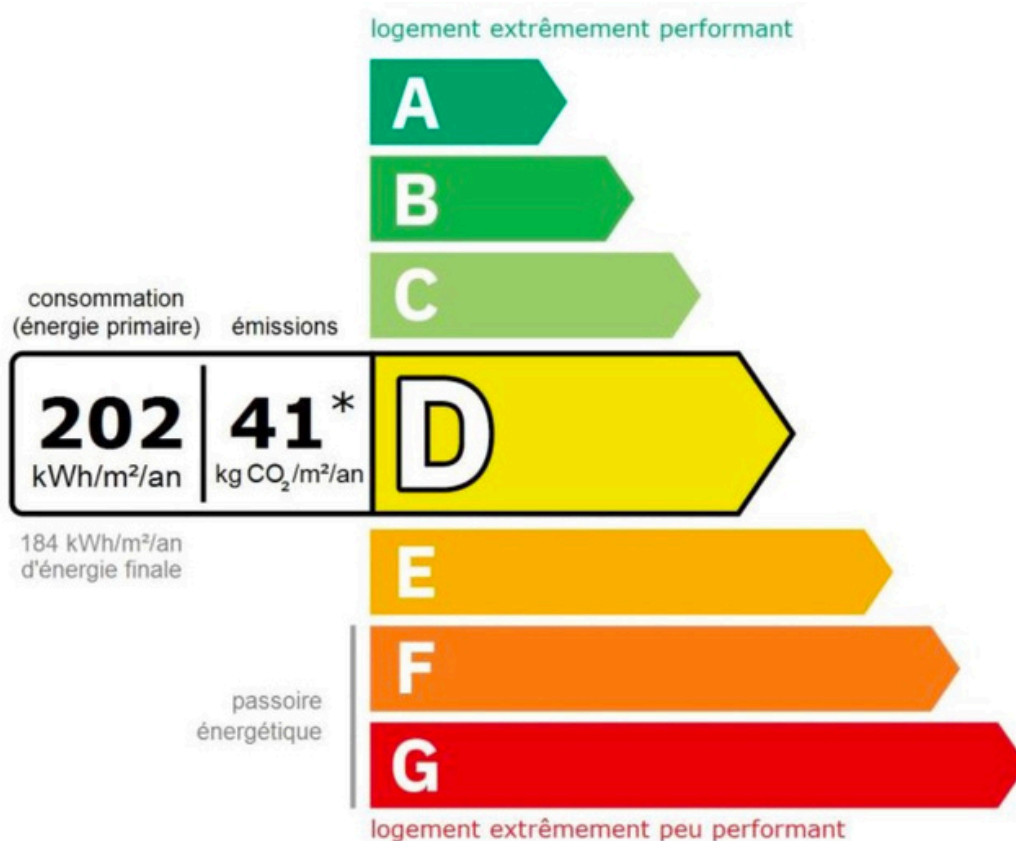 logement extrêmement performant
A
B
C
consommation
(énergie primaire)
émissions
202
kWh/m²/an
41*
kg CO₂/m²/an
D
184 kWh/m²/an
d'énergie finale
E
F
passoire
énergétique
G
logement extrêmement peu performant